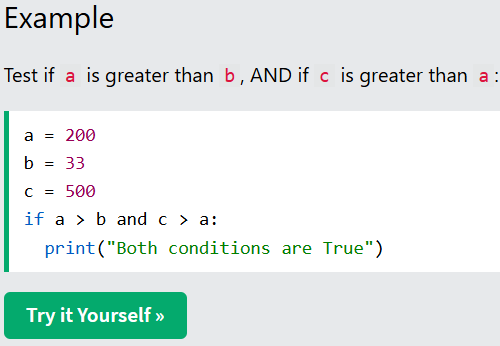 Example
Test if a is greater than b, AND if c is greater than a:
a = 200
b = 33
c = 500
if a > b and c > a:
  print("Both conditions are True")
Try it Yourself »